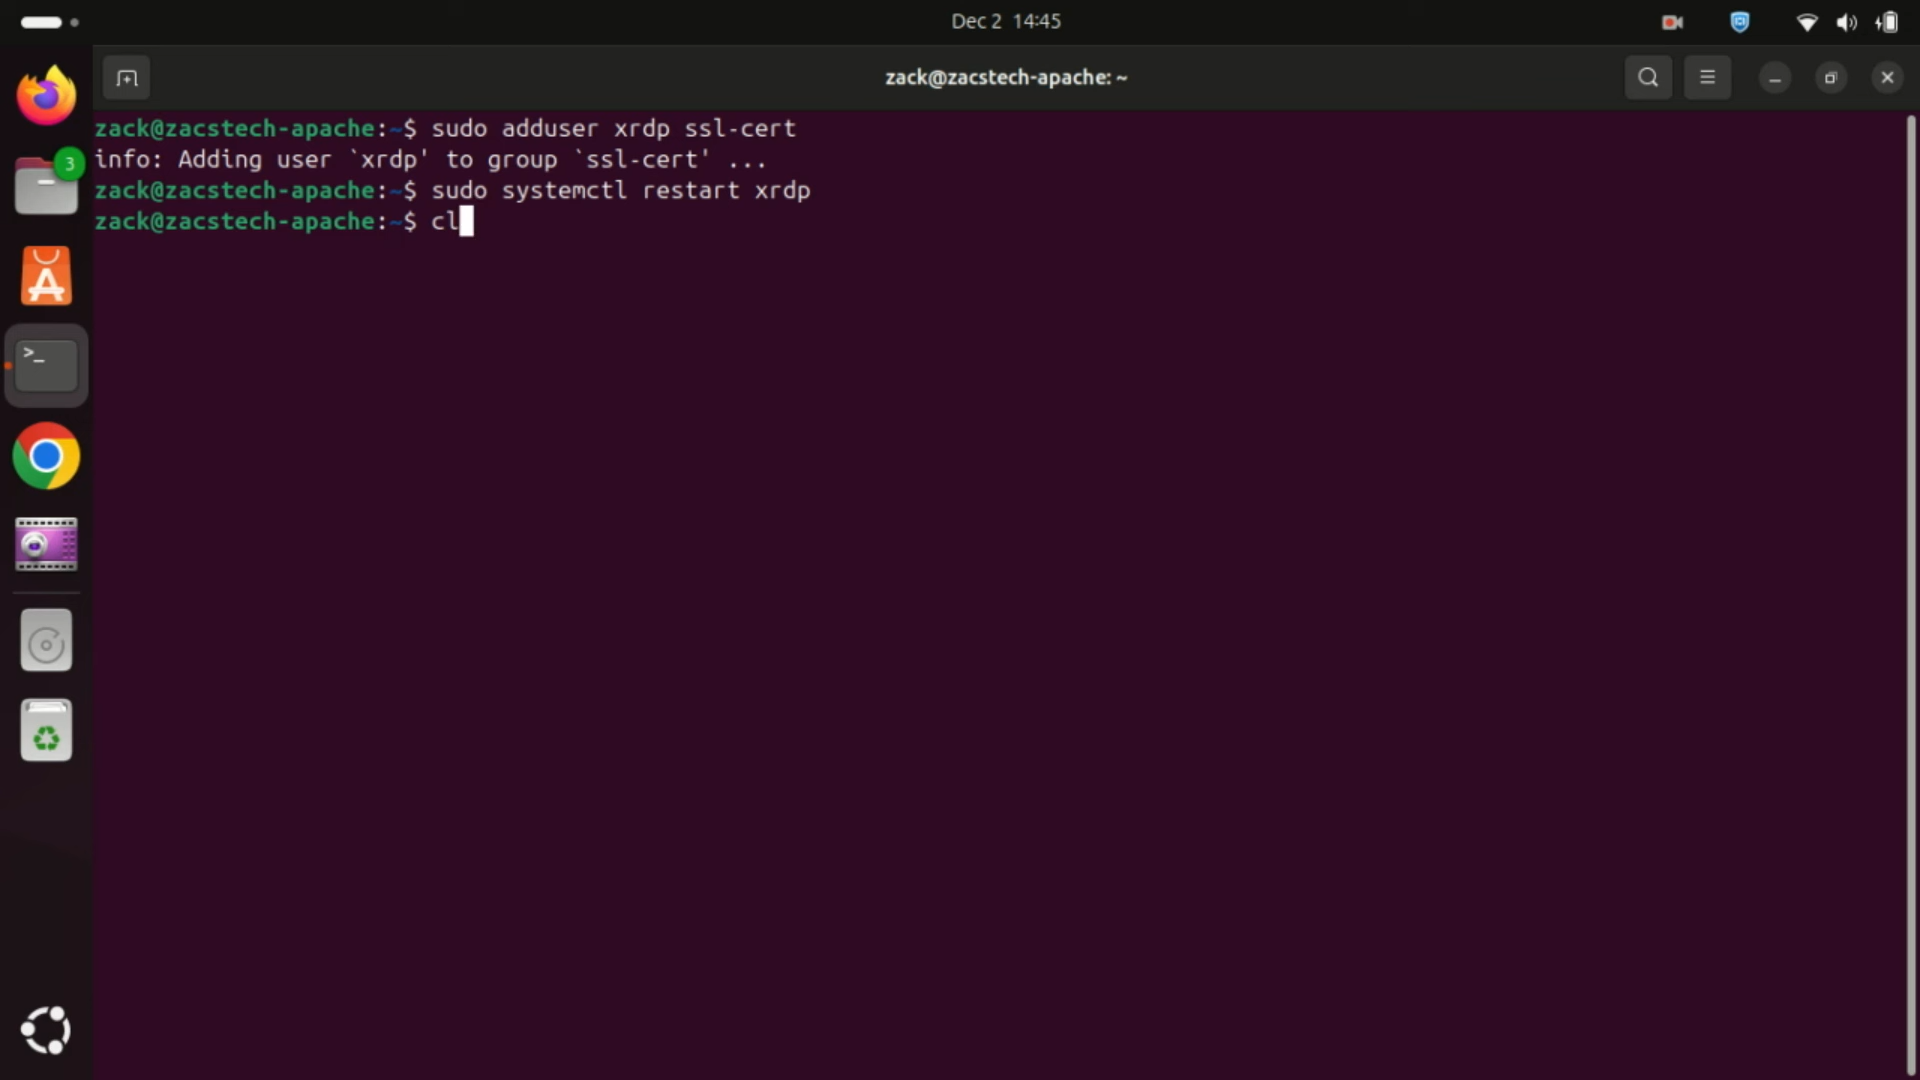 Dec 2 14:45
zack@zacstech-apache: ~
zack@zacstech-apache:~$ sudo adduser xrdp ssl-cert
info: Adding user `xrdp' to group `ssl-cert' ...
zack@zacstech-apache:~$ sudo systemctl restart xrdp
zack@zacstech-apache:~$ cl
3
>_